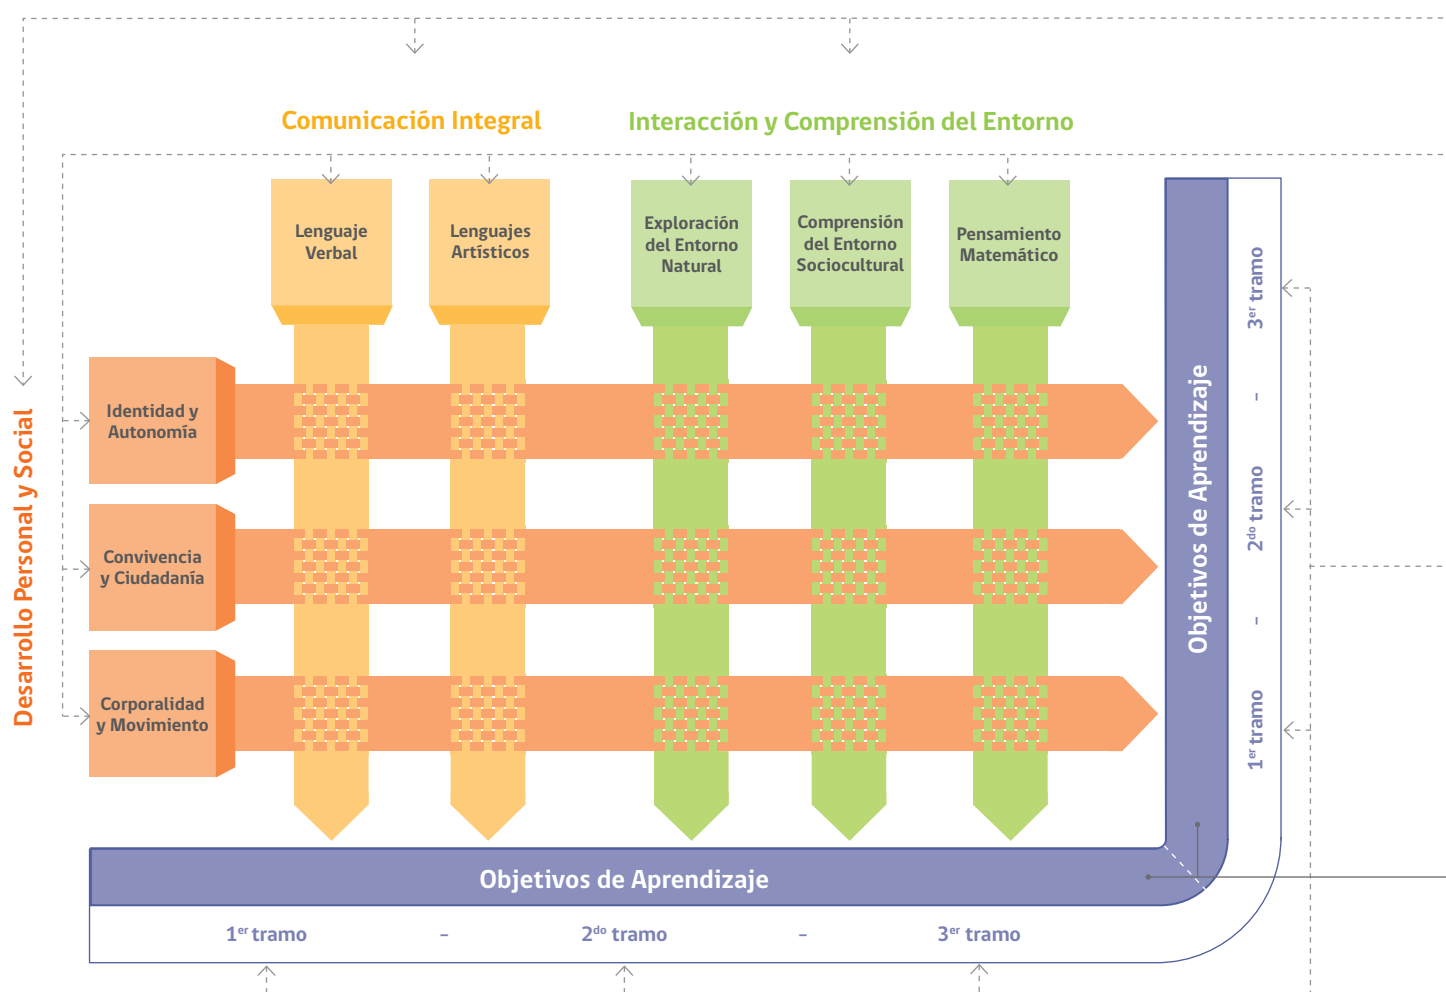 Comunicación Integral
Interacción y Comprensión del Entorno
Lenguaje
Verbal
Lenguajes
Artísticos
Exploración
del Entorno
Natural
Comprensión
del Entorno
Sociocultural
Pensamiento
Matemático
Desarrollo Personal y Social
Identidad y
Autonomía
Convivencia
y Ciudadanía
Corporalidad
y Movimiento
Objetivos de Aprendizaje
1er tramo - 2do tramo - 3er tramo
Objetivos de Aprendizaje
1er tramo - 2do tramo - 3er tramo